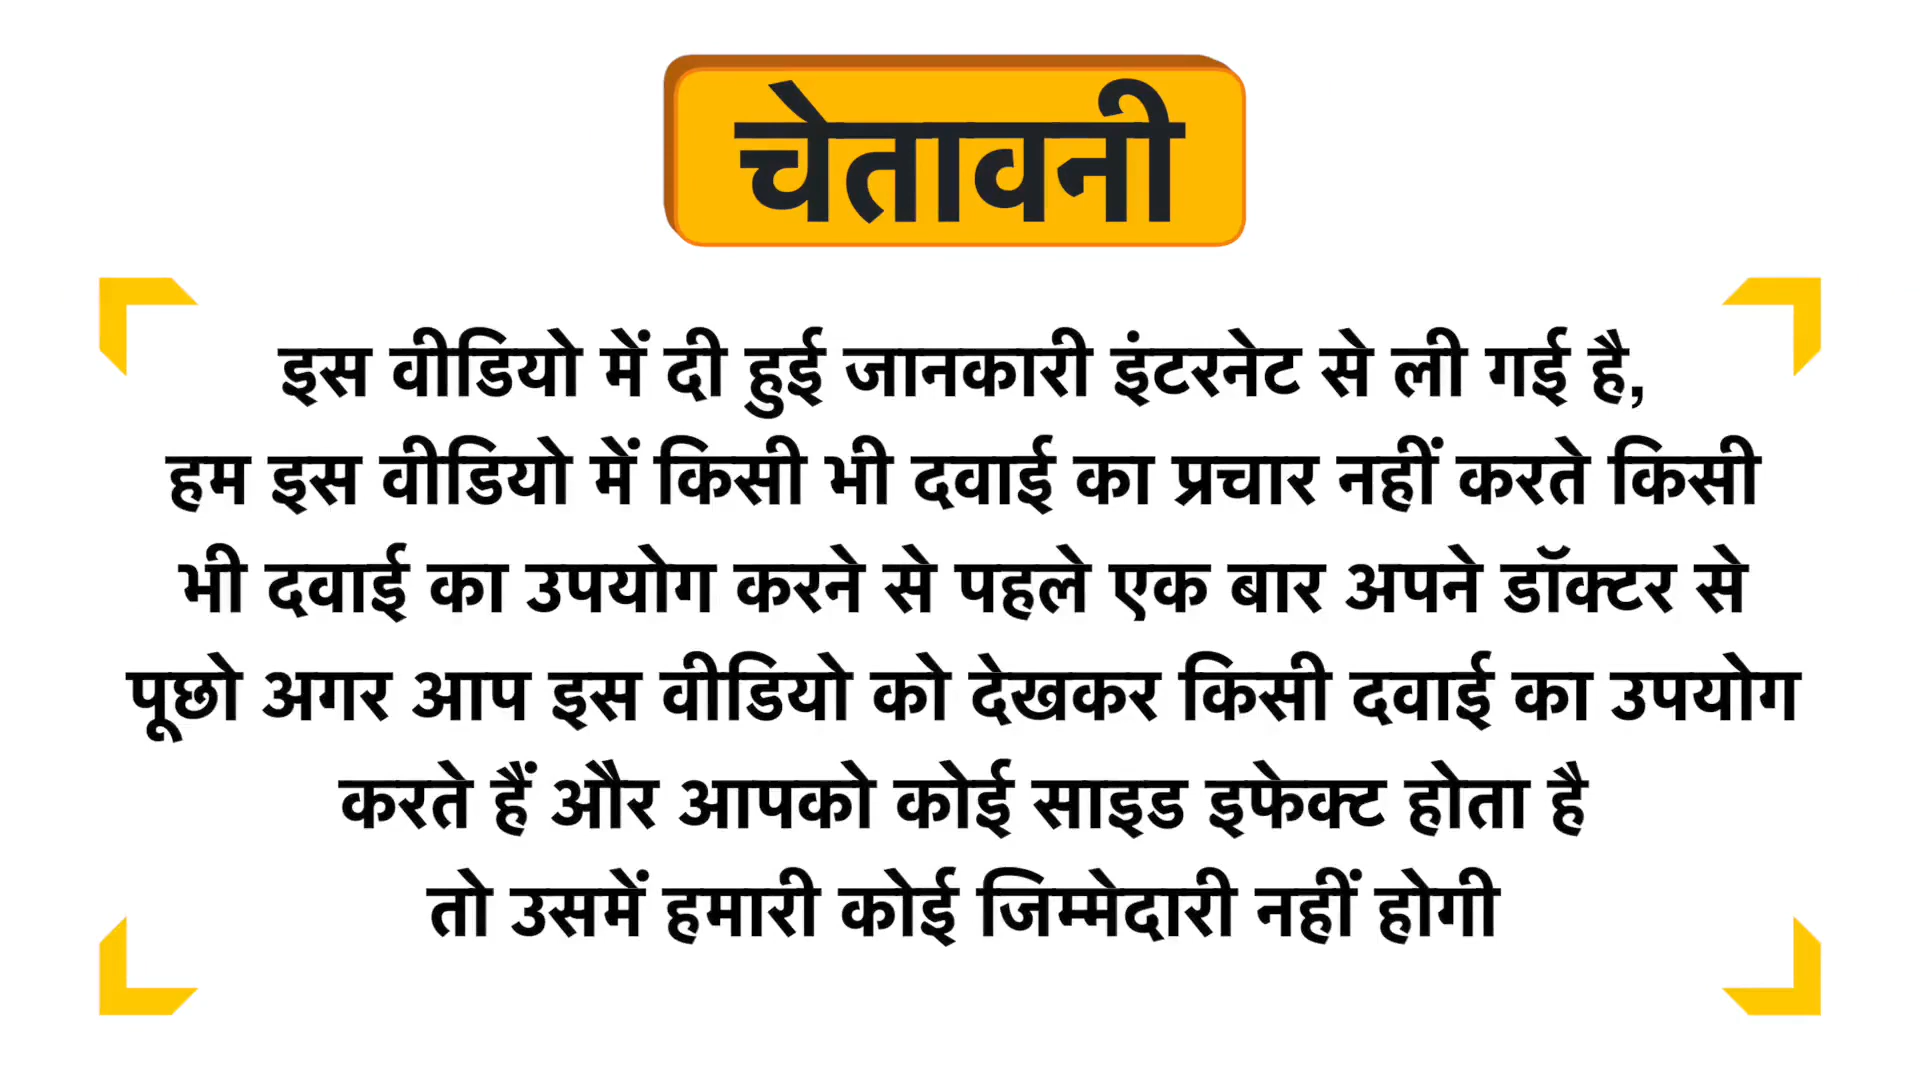 चेतावनी
इस वीडियो में दी हुई जानकारी इंटरनेट से ली गई है,
हम इस वीडियो में किसी भी दवाई का प्रचार नहीं करते किसी
भी दवाई का उपयोग करने से पहले एक बार अपने डॉक्टर से
पूछो अगर आप इस वीडियो को देखकर किसी दवाई का उपयोग
करते हैं और आपको कोई साइड इफेक्ट होता है
तो उसमें हमारी कोई जिम्मेदारी नहीं होगी